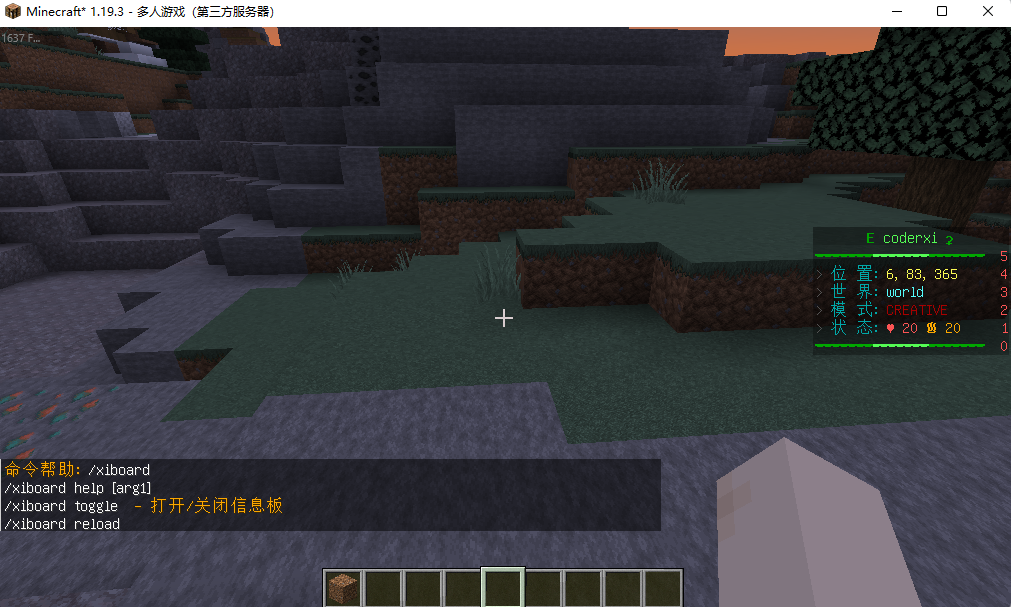 Minecraft* 1.19.3 - 多人游戏（第三方服务器）
1637 F...
E coderxi 2
5
> 位 置: 6, 83, 365 4
> 世 界: world 3
> 模 式: CREATIVE 2
> 状 态: ♥ 20 20 1
0
命令帮助: /xiboard
/xiboard help [arg1]
/xiboard toggle - 打开/关闭信息板
/xiboard reload